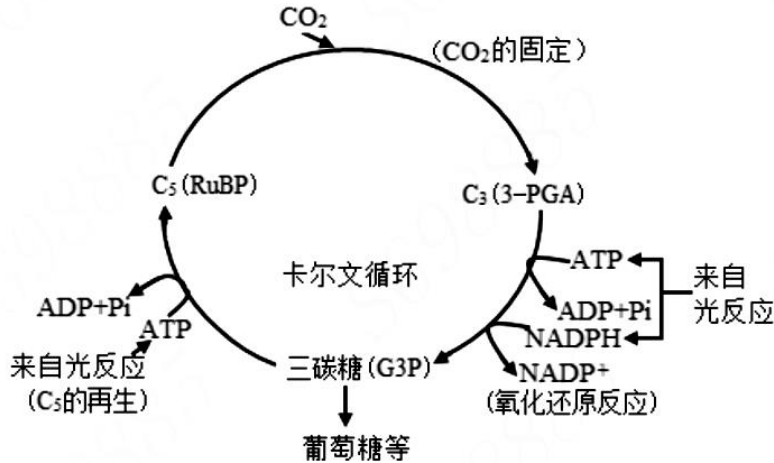 CO₂
(CO₂的固定)
C₅(RuBP)
C₃(3-PGA)
卡尔文循环
ATP
ADP+Pi
来自
光反应
NADPH
NADP⁺
(氧化还原反应)
ADP+Pi
ATP
来自光反应
(C₅的再生)
三碳糖(G3P)
葡萄糖等